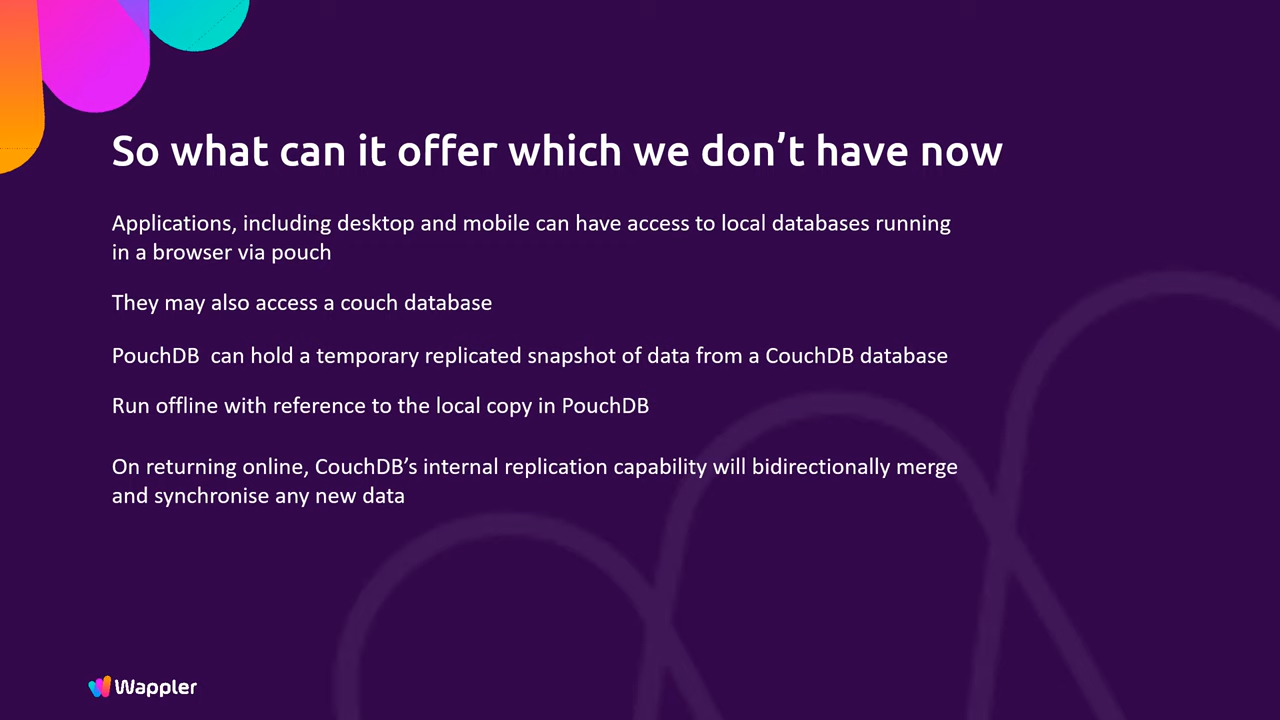 So what can it offer which we don’t have now
Applications, including desktop and mobile can have access to local databases running
in a browser via pouch
They may also access a couch database
PouchDB  can hold a temporary replicated snapshot of data from a CouchDB database
Run offline with reference to the local copy in PouchDB
On returning online, CouchDB’s internal replication capability will bidirectionally merge
and synchronise any new data
Wappler